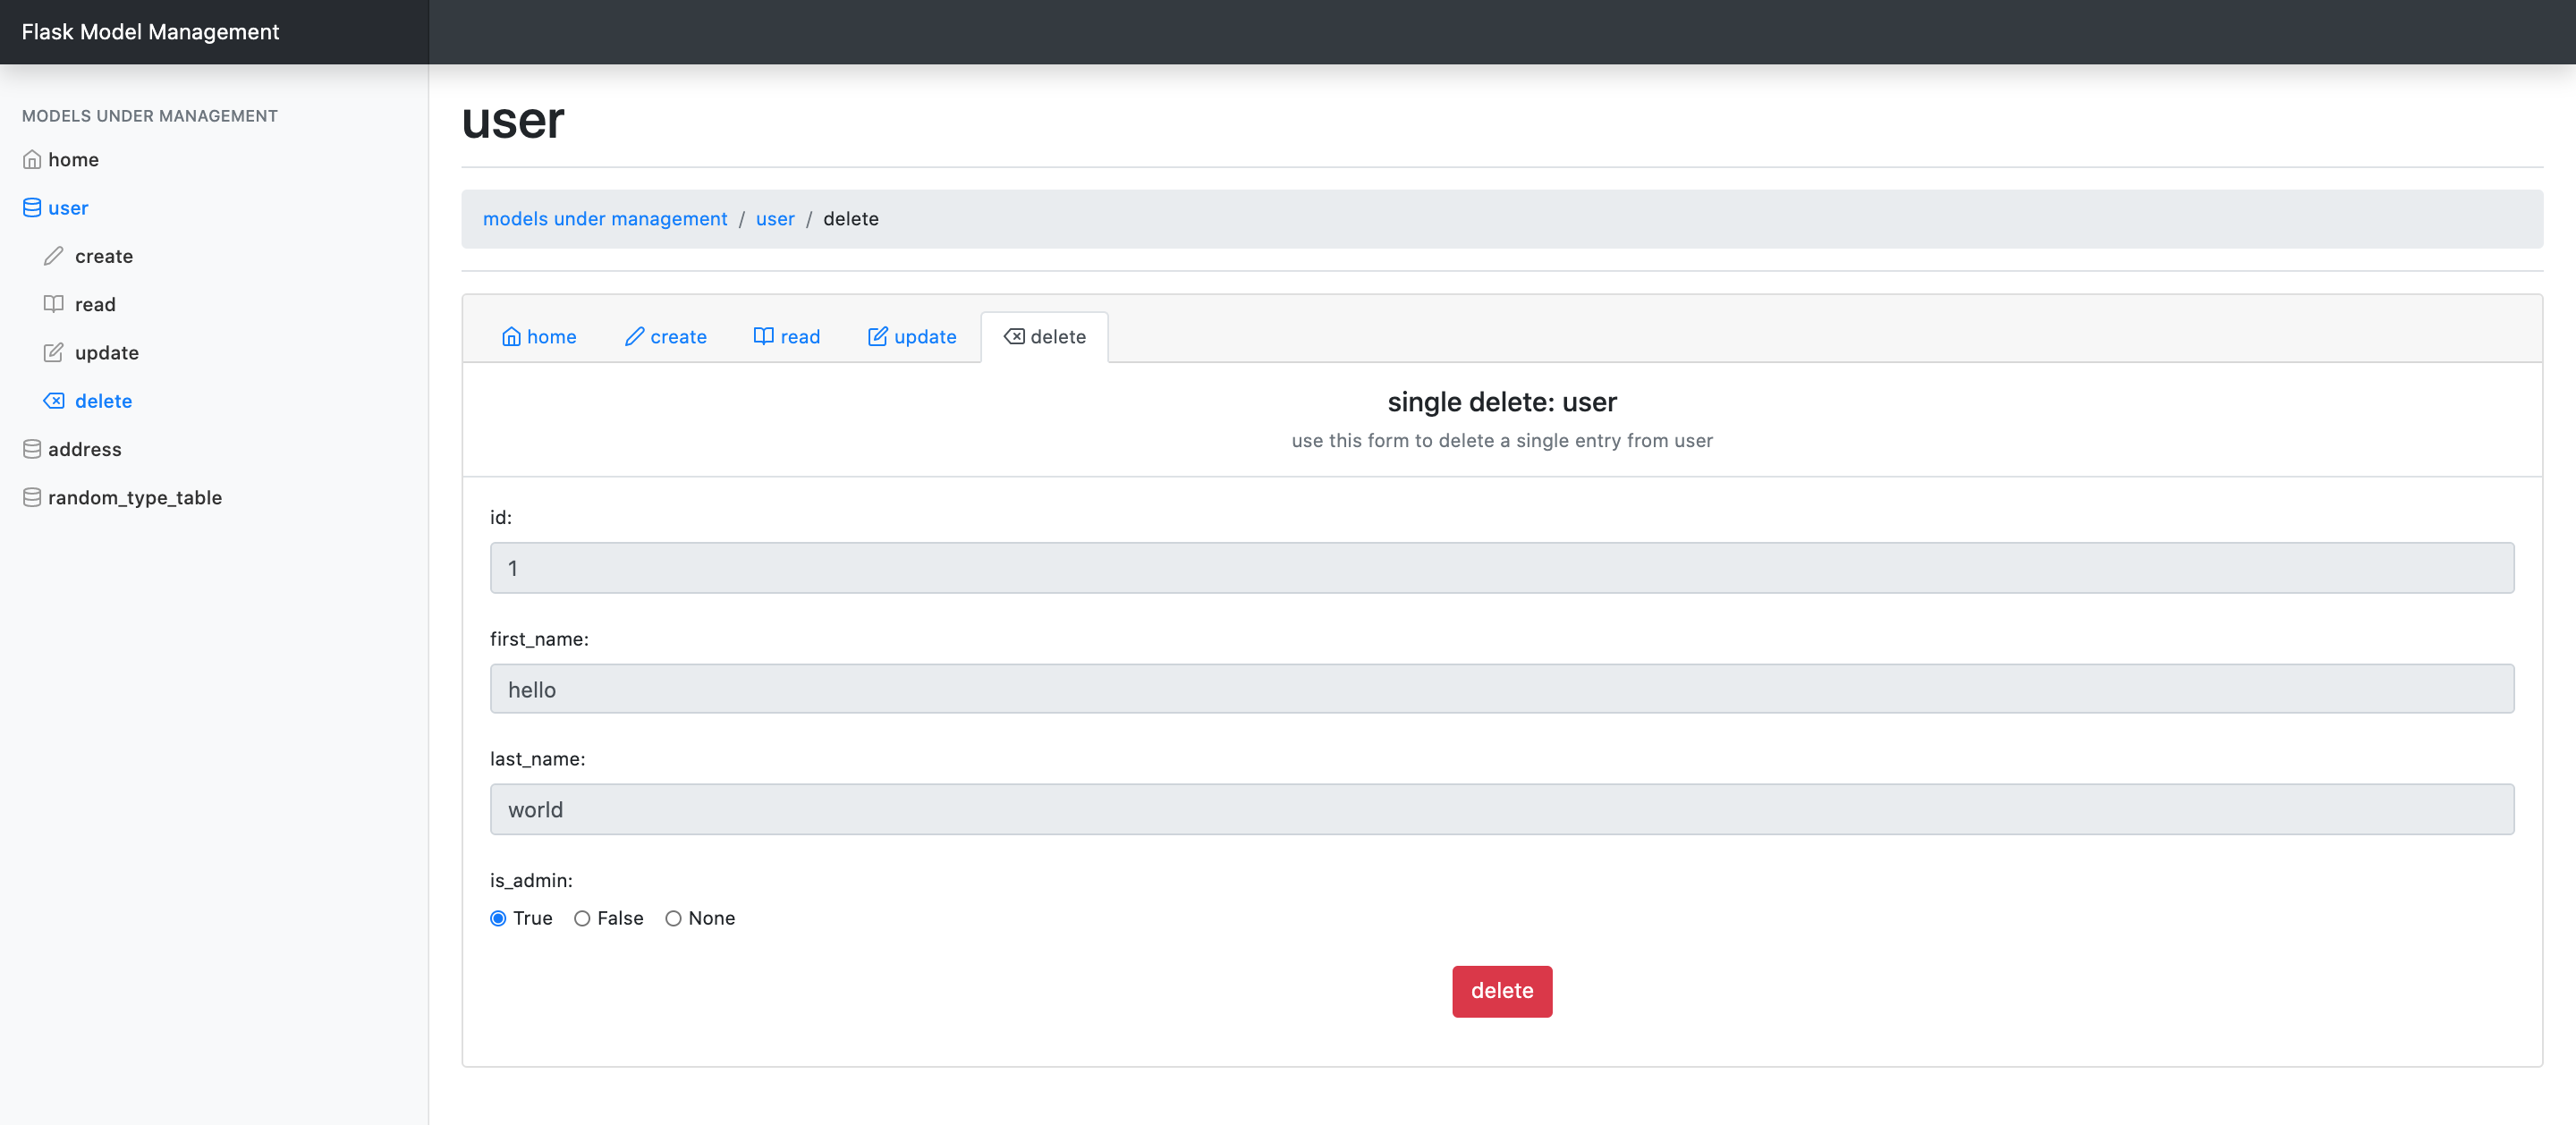 Flask Model Management
MODELS UNDER MANAGEMENT
home
user
create
read
update
delete
address
random_type_table
user
models under management / user / delete
home create read update delete
single delete: user
use this form to delete a single entry from user
id:
1
first_name:
hello
last_name:
world
is_admin:
True False None
delete